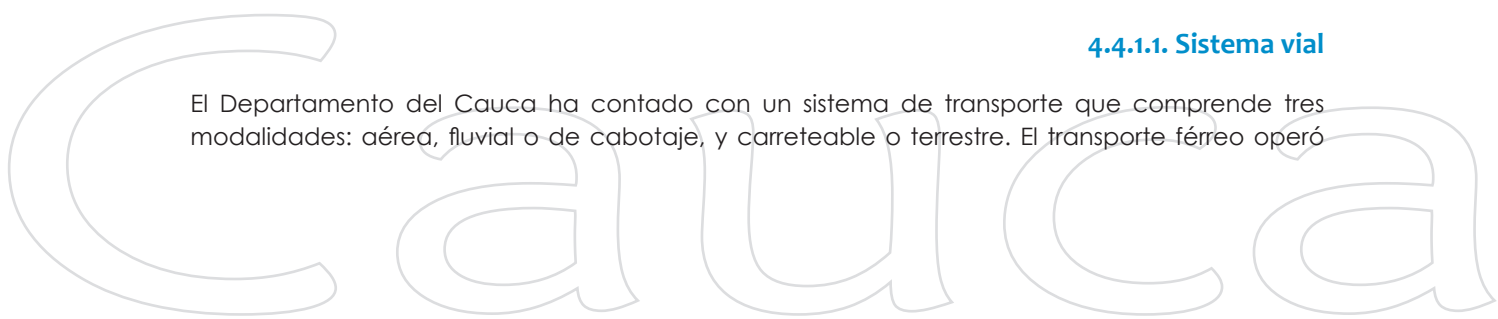 4.4.1.1. Sistema vial
El Departamento del Cauca ha contado con un sistema de transporte que comprende tres
modalidades: aérea, fluvial o de cabotaje, y carreteable o terrestre. El transporte férreo operó
Cauca